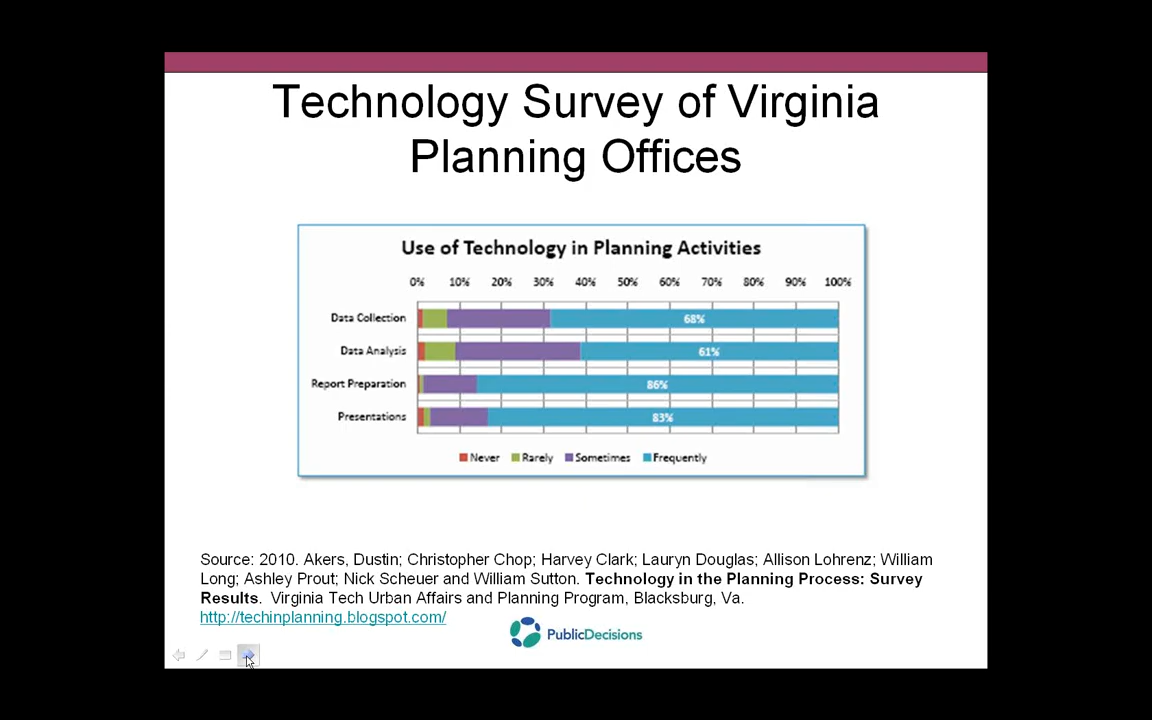 Technology Survey of Virginia
Planning Offices
Use of Technology in Planning Activities
0% 10% 20% 30% 40% 50% 60% 70% 80% 90% 100%
Data Collection 68%
Data Analysis 61%
Report Preparation 86%
Presentations 83%
Never Rarely Sometimes Frequently
Source: 2010. Akers, Dustin; Christopher Chop; Harvey Clark; Lauryn Douglas; Allison Lohrenz; William
Long; Ashley Prout; Nick Scheuer and William Sutton. Technology in the Planning Process: Survey
Results. Virginia Tech Urban Affairs and Planning Program, Blacksburg, Va.
http://techinplanning.blogspot.com/
PublicDecisions